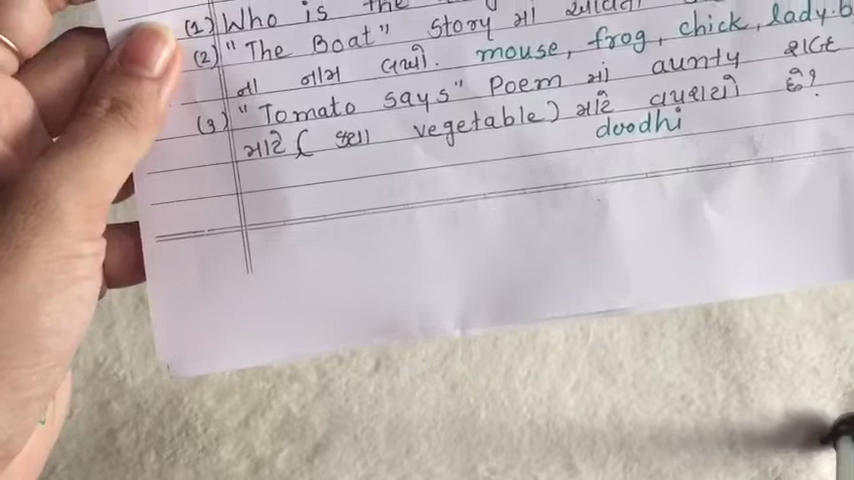 (1) Who is the
(2) "The Boat" story માં આવતા
ના નામ લખો. mouse, frog, chick, lady b
(3) "Tomato says" Poem માં aunty શબ્દ
માટે ( કયા vegetable) માટે વપરાયો છે?
doodhi